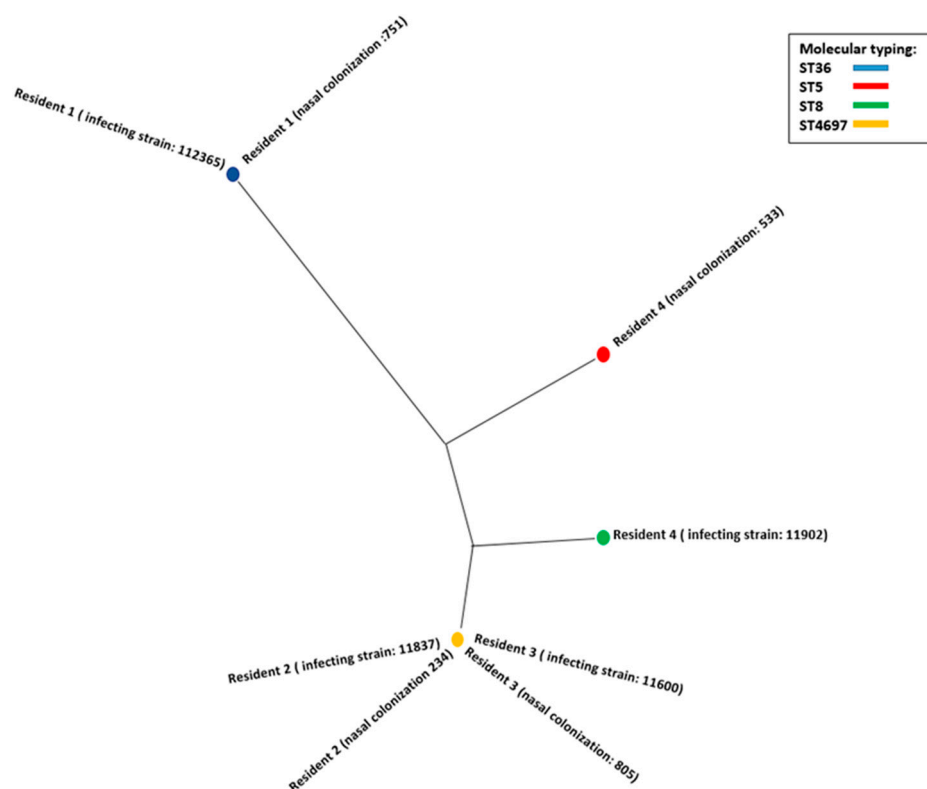 Molecular typing:
ST36
ST5
ST8
ST4697
Resident 1 ( infecting strain: 112365)
Resident 1 (nasal colonization :751)
Resident 4 (nasal colonization: 533)
Resident 4 ( infecting strain: 11902)
Resident 2 ( infecting strain: 11837)
Resident 3 ( infecting strain: 11600)
Resident 2 (nasal colonization 234)
Resident 3 (nasal colonization: 805)